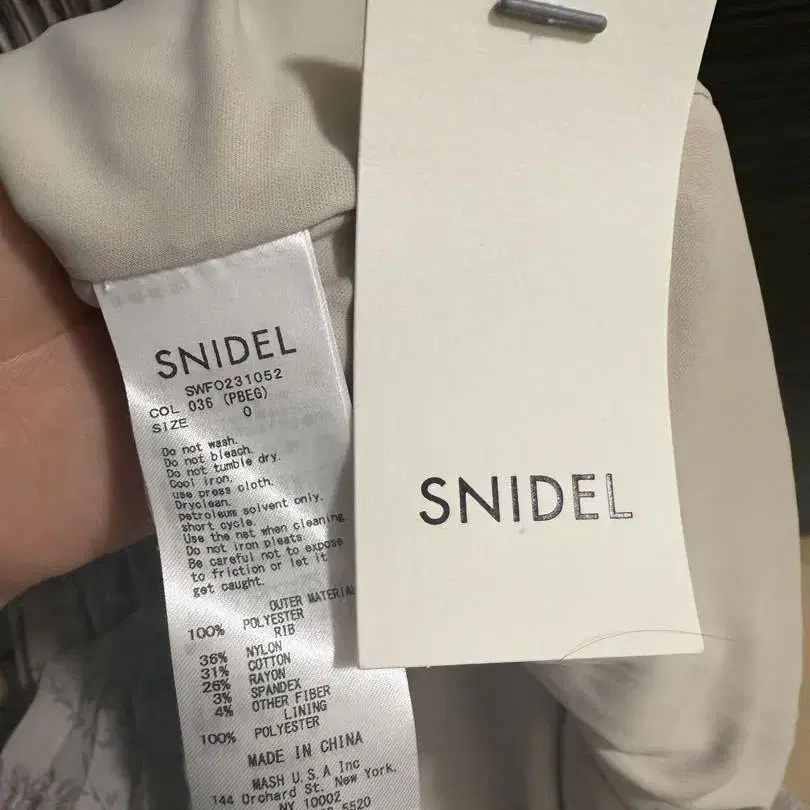 SNIDEL
SWFO231052
COL 036 (PBEG)
SIZE 0
Do not wash.
Do not bleach.
Do not tumble dry.
Cool iron.
use press cloth.
Dryclean.
petroleum solvent only.
short cycle.
Use the net when cleaning.
Do not iron pleats.
Be careful not to expose
to friction or let it
get caught.
OUTER MATERIAL
100% POLYESTER
RIB
36% NYLON
31% COTTON
26% RAYON
3% SPANDEX
4% OTHER FIBER
LINING
100% POLYESTER
MADE IN CHINA
MASH U.S.A Inc
144 Orchard St. New York.
NY 10002
5520
SNIDEL